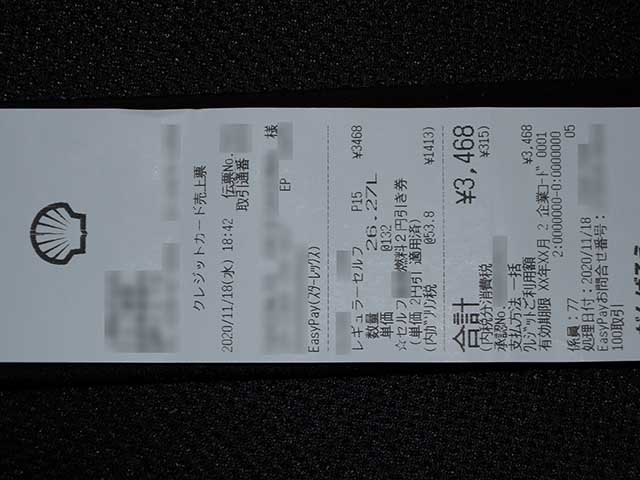 クレジットカード売上票
2020/11/18(水) 18:42 伝票No.
取引通番
様
EP
EasyPay(スターレックス)
レギュラーセルフ P15 ¥3468
数量 26.27L
単価 @132
☆セルフ 燃料2円引き券
(単価 2円引 適用済)
(内ガソリン税 @53.8 ¥1413)
合計 ¥3,468
(内税分消費税 ¥315)
承認No.
支払方法 一括
クレジットご利用額 ¥3,468
有効期限 XX年XX月 2 企業コード 0001
2:0000000-0:0000000
係員：77 05
処理日付：2020/11/18
EasyPayお問合せ番号：
100取引